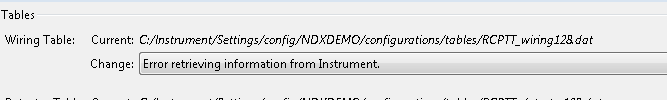 Tables
Wiring Table: Current: C:/Instrument/Settings/config/NDXDEMO/configurations/tables/RCPTT_wiring128.dat
Change: Error retrieving information from Instrument.